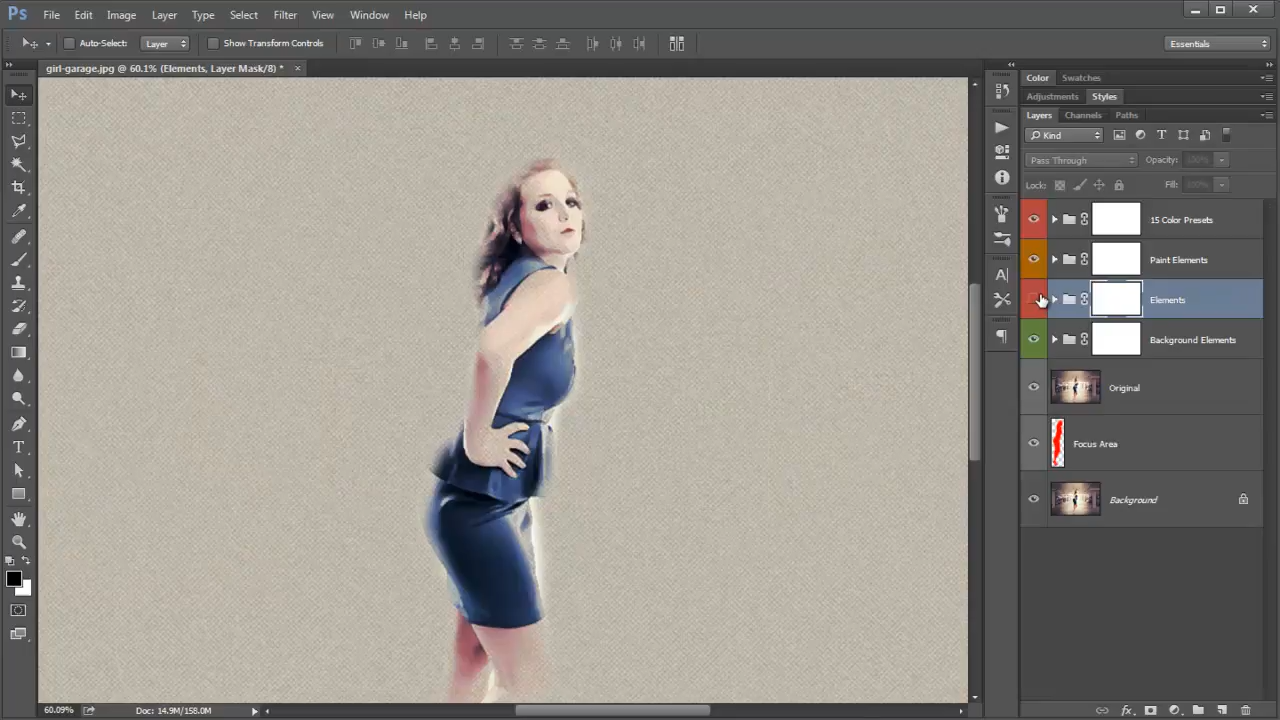 Ps File Edit Image Layer Type Select Filter View Window Help
Auto-Select: Layer Show Transform Controls Essentials
girl-garage.jpg @ 60.1% (Elements, Layer Mask/8) *
Color Swatches
Adjustments Styles
Layers Channels Paths
Kind
Pass Through Opacity: 100%
Lock: Fill: 100%
15 Color Presets
Paint Elements
Elements
Background Elements
Original
Focus Area
Background
60.09% Doc: 14.9M/158.0M